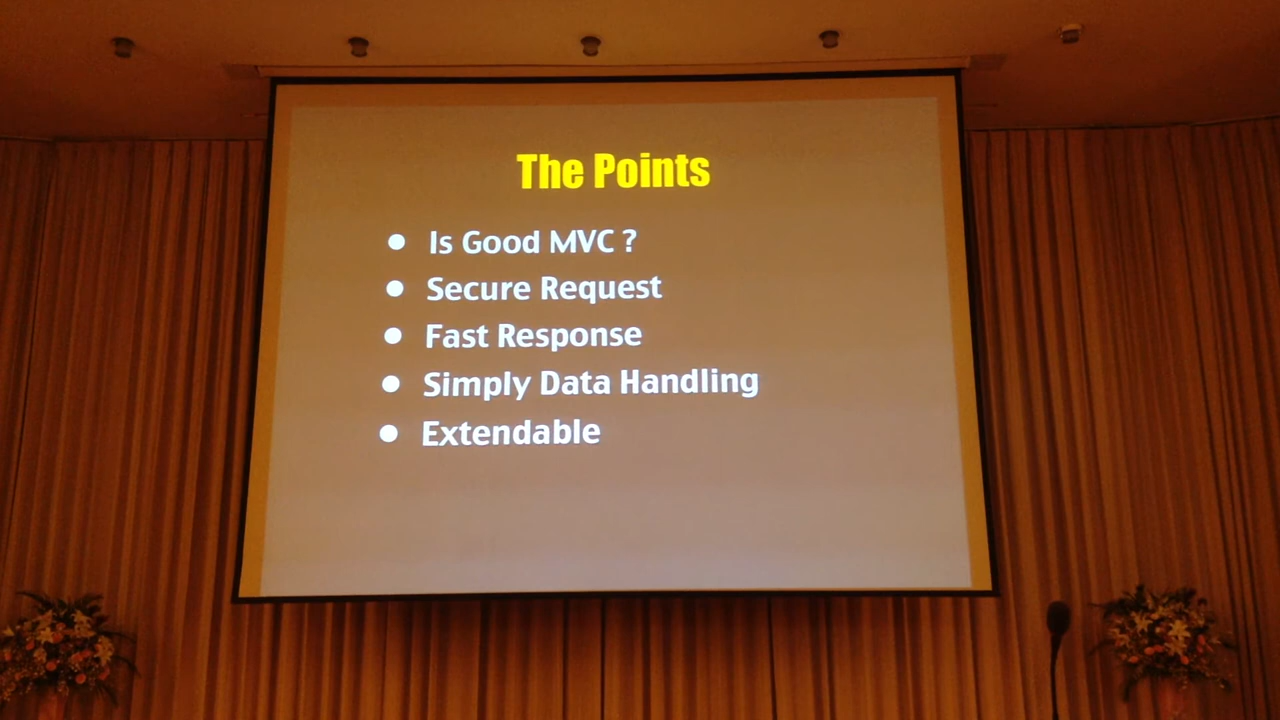 The Points
● Is Good MVC ?
● Secure Request
● Fast Response
● Simply Data Handling
● Extendable